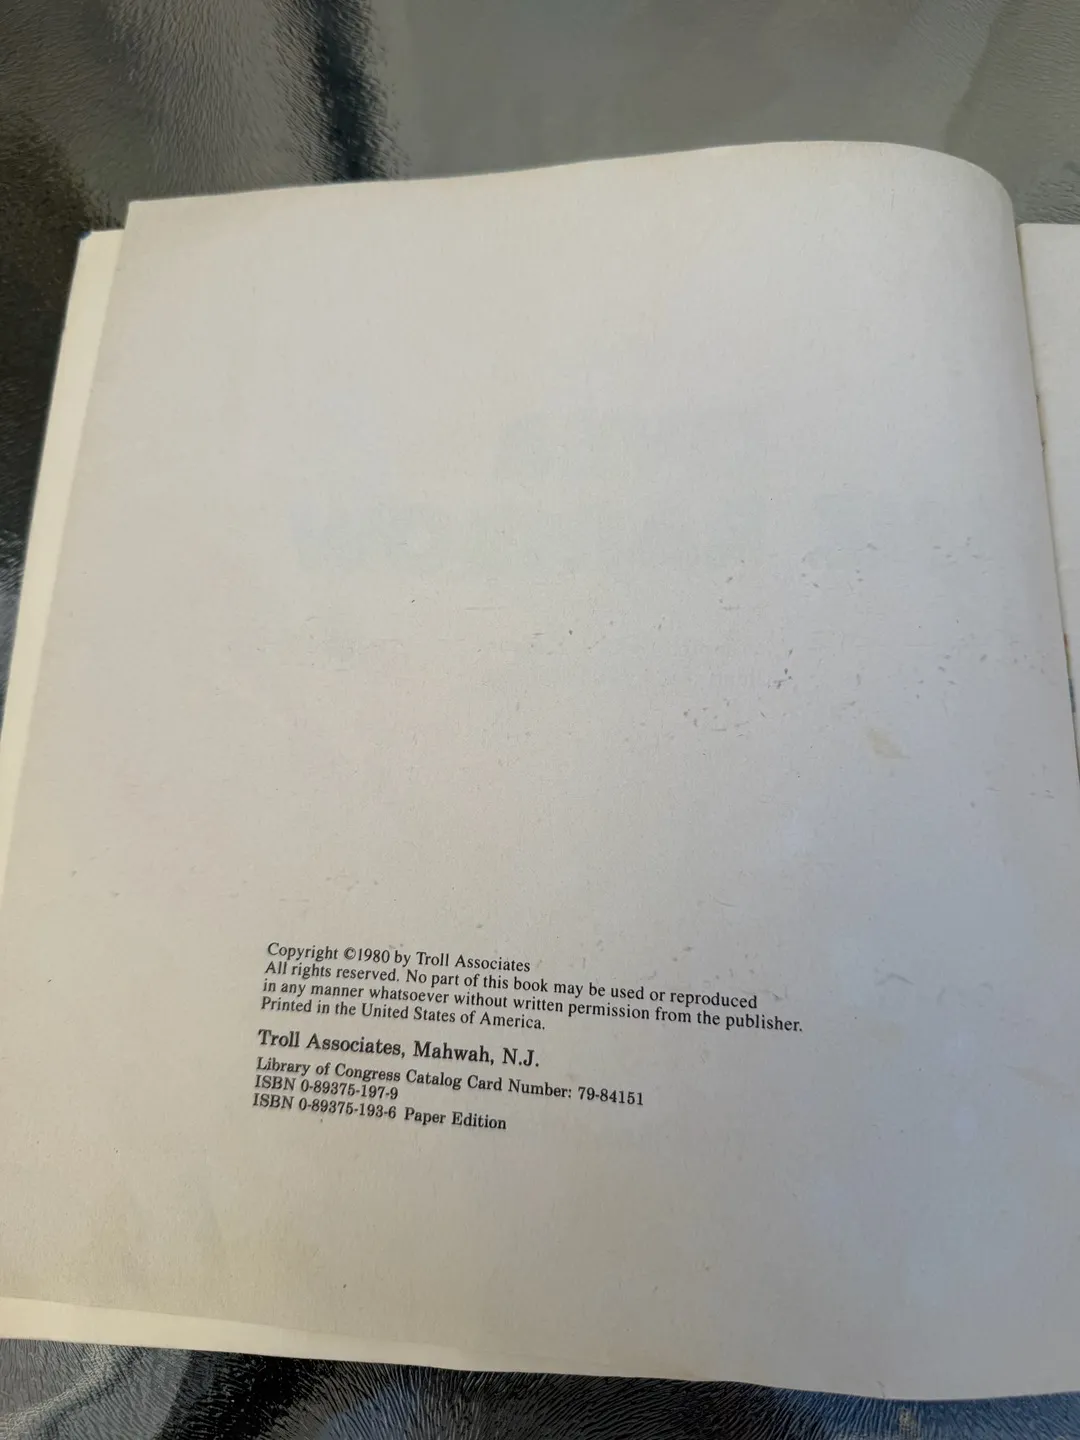 Copyright ©1980 by Troll Associates
All rights reserved. No part of this book may be used or reproduced
in any manner whatsoever without written permission from the publisher.
Printed in the United States of America.
Troll Associates, Mahwah, N.J.
Library of Congress Catalog Card Number: 79-84151
ISBN 0-89375-197-9
ISBN 0-89375-193-6 Paper Edition